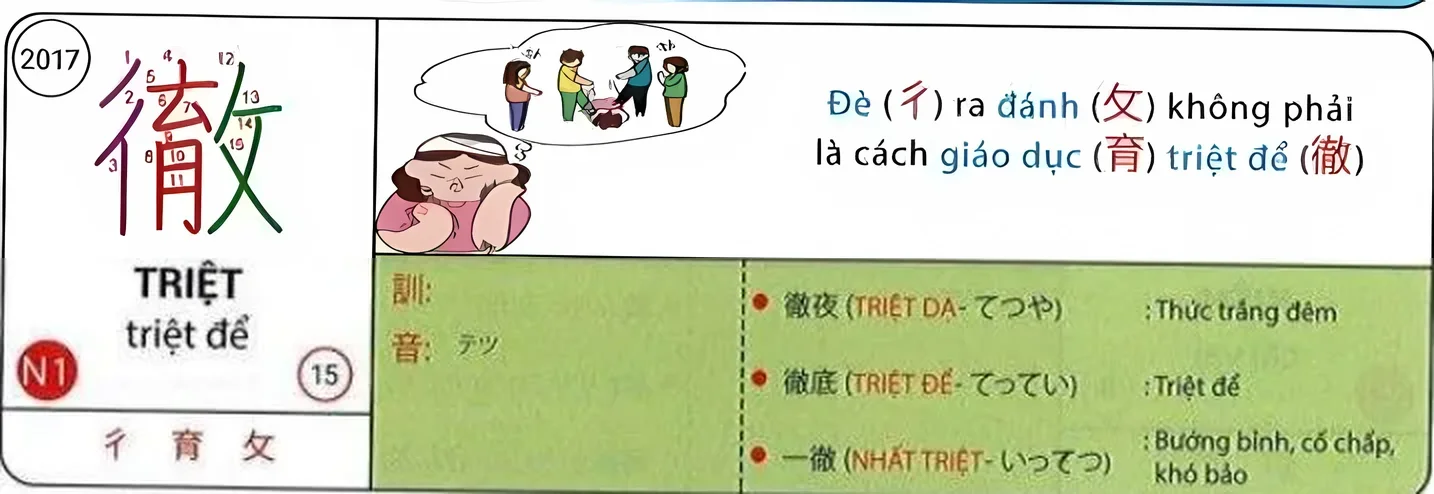 2017
徹
TRIỆT
triệt để
N1
15
彳 育 攵
Đè (彳) ra đánh (攵) không phải
là cách giáo dục (育) triệt để (徹)
訓:
音: テツ
徹夜 (TRIỆT DẠ- てつや) : Thức trắng đêm
徹底 (TRIỆT ĐỂ- てってい) : Triệt để
一徹 (NHẤT TRIỆT- いってつ) : Bướng bỉnh, cố chấp,
khó bảo